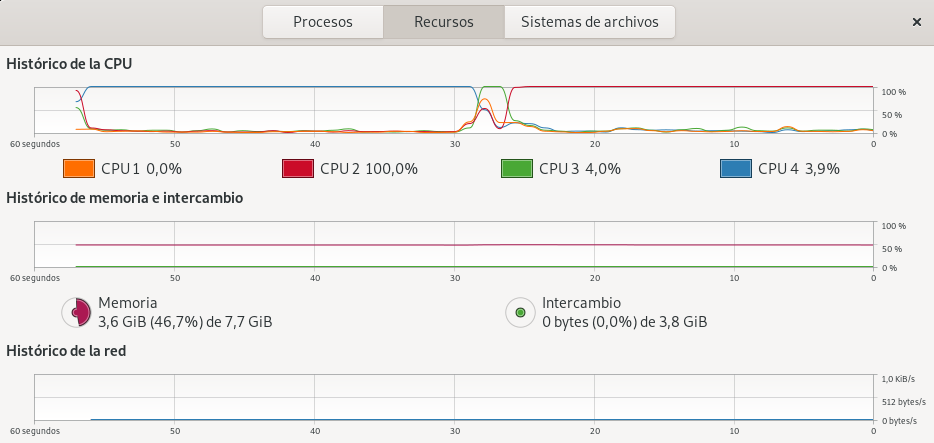 Procesos Recursos Sistemas de archivos ×
Histórico de la CPU
100 %
50 %
0 %
60 segundos 50 40 30 20 10 0
CPU 1 0,0% CPU 2 100,0% CPU 3 4,0% CPU 4 3,9%
Histórico de memoria e intercambio
100 %
50 %
0 %
60 segundos 50 40 30 20 10 0
Memoria Intercambio
3,6 GiB (46,7%) de 7,7 GiB 0 bytes (0,0%) de 3,8 GiB
Histórico de la red
1,0 KiB/s
512 bytes/s
0 bytes/s
60 segundos 50 40 30 20 10 0